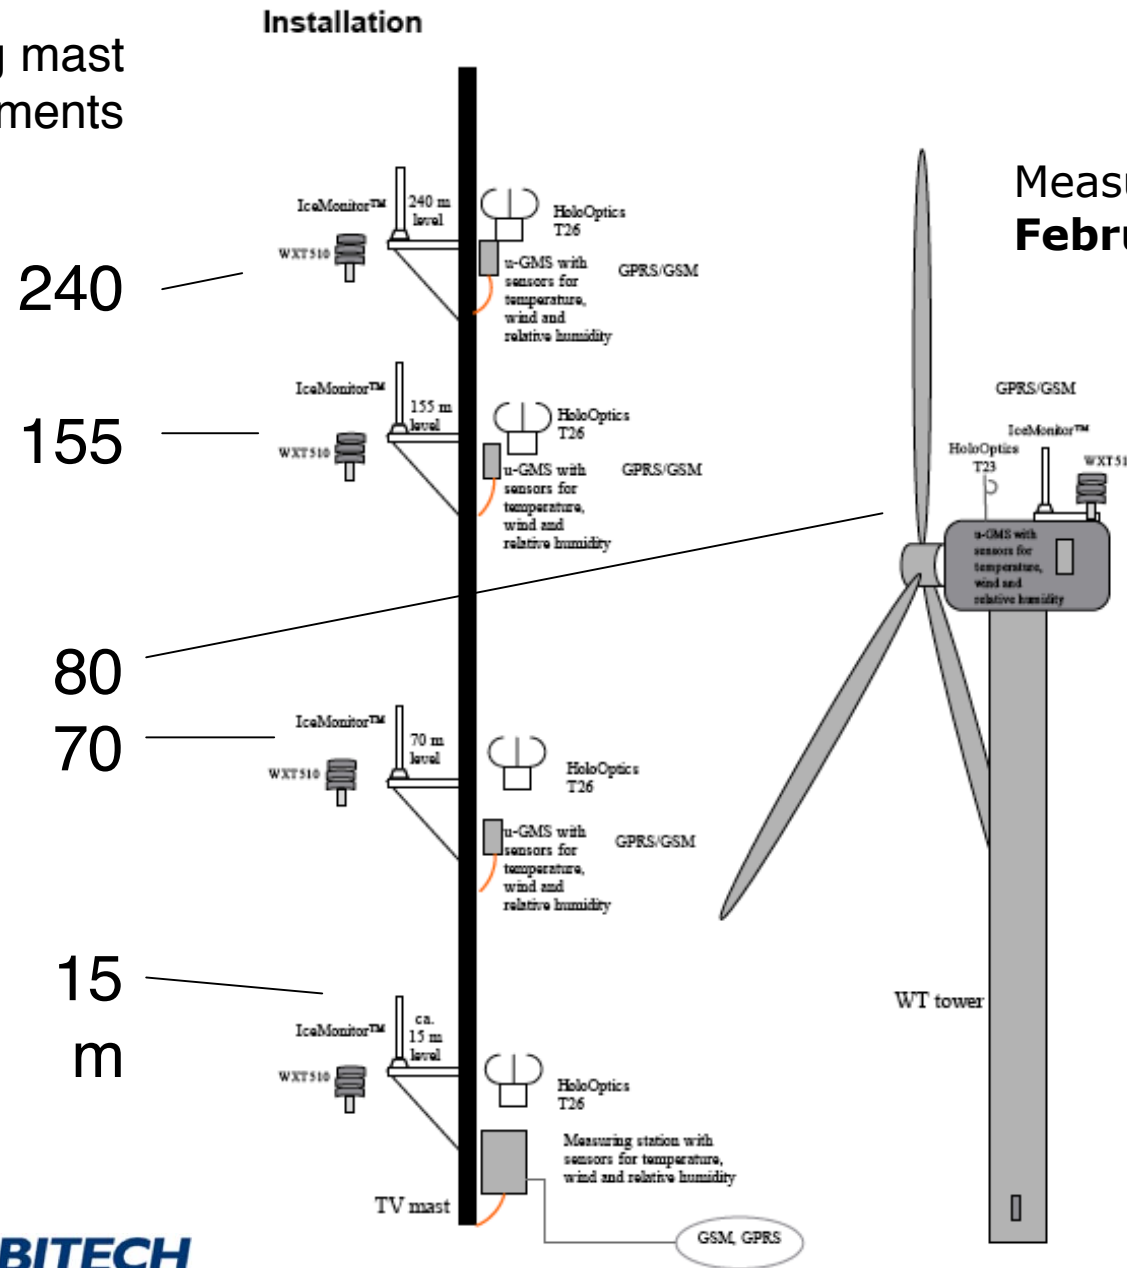 Installation
g mast
ments
Measu
Febru
IceMonitor™
240 m
level
HoloOptics
T26
WXT510
u-GMS with
sensors for
temperature,
wind and
relative humidity
GPRS/GSM
240
IceMonitor™
155 m
level
HoloOptics
T26
WXT510
u-GMS with
sensors for
temperature,
wind and
relative humidity
GPRS/GSM
155
GPRS/GSM
IceMonitor™
HoloOptics
T23
WXT51
u-GMS with
sensors for
temperature,
wind and
relative humidity
80
70
IceMonitor™
70 m
level
HoloOptics
T26
WXT510
u-GMS with
sensors for
temperature,
wind and
relative humidity
GPRS/GSM
15
m
IceMonitor™
ca.
15 m
level
HoloOptics
T26
WXT510
WT tower
Measuring station with
sensors for temperature,
wind and relative humidity
TV mast
GSM, GPRS
BITECH